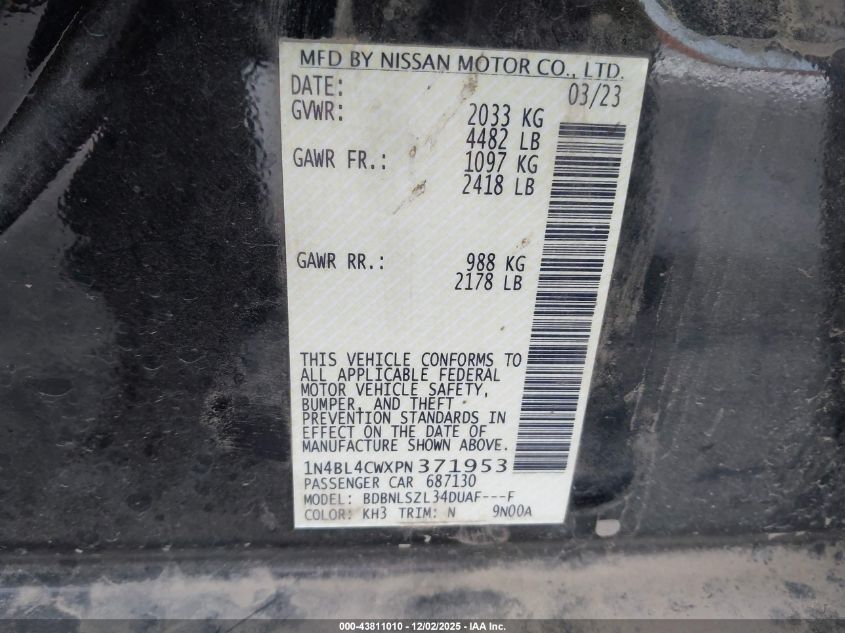 MFD BY NISSAN MOTOR CO., LTD.
DATE: 03/23
GVWR: 2033 KG
4482 LB
GAWR FR.: 1097 KG
2418 LB
GAWR RR.: 988 KG
2178 LB
THIS VEHICLE CONFORMS TO
ALL APPLICABLE FEDERAL
MOTOR VEHICLE SAFETY,
BUMPER, AND THEFT
PREVENTION STANDARDS IN
EFFECT ON THE DATE OF
MANUFACTURE SHOWN ABOVE.
1N4BL4CWXPN371953
PASSENGER CAR 687130
MODEL: BDBNLSZL34DUAF---F
COLOR: KH3 TRIM: N 9N00A
000-43811010 - 12/02/2025 - IAA Inc.